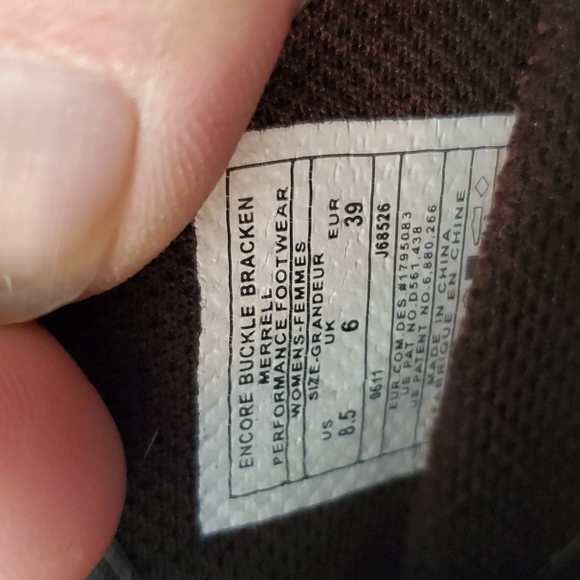 ENCORE BUCKLE BRACKEN
MERRELL
PERFORMANCE FOOTWEAR
WOMENS-FEMMES
SIZE-GRANDEUR
US UK EUR
8.5 6 39
0611 J68526
EUR.COM.DES.#1795083
US PAT NO.D561,438
US PATENT NO.6,880,266
MADE IN CHINA
FABRIQUE EN CHINE